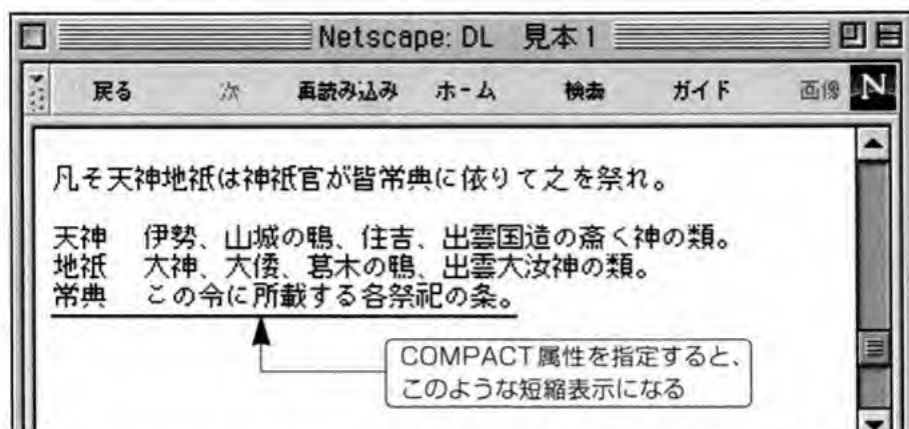 Netscape: DL 見本1
戻る 次 再読み込み ホーム 検索 ガイド 画像 N
凡そ天神地祇は神祇官が皆常典に依りて之を祭れ。
天神 伊勢、山城の鴨、住吉、出雲国造の斎く神の類。
地祇 大神、大倭、葛木の鴨、出雲大汝神の類。
常典 この令に所載する各祭祀の条。
COMPACT属性を指定すると、
このような短縮表示になる